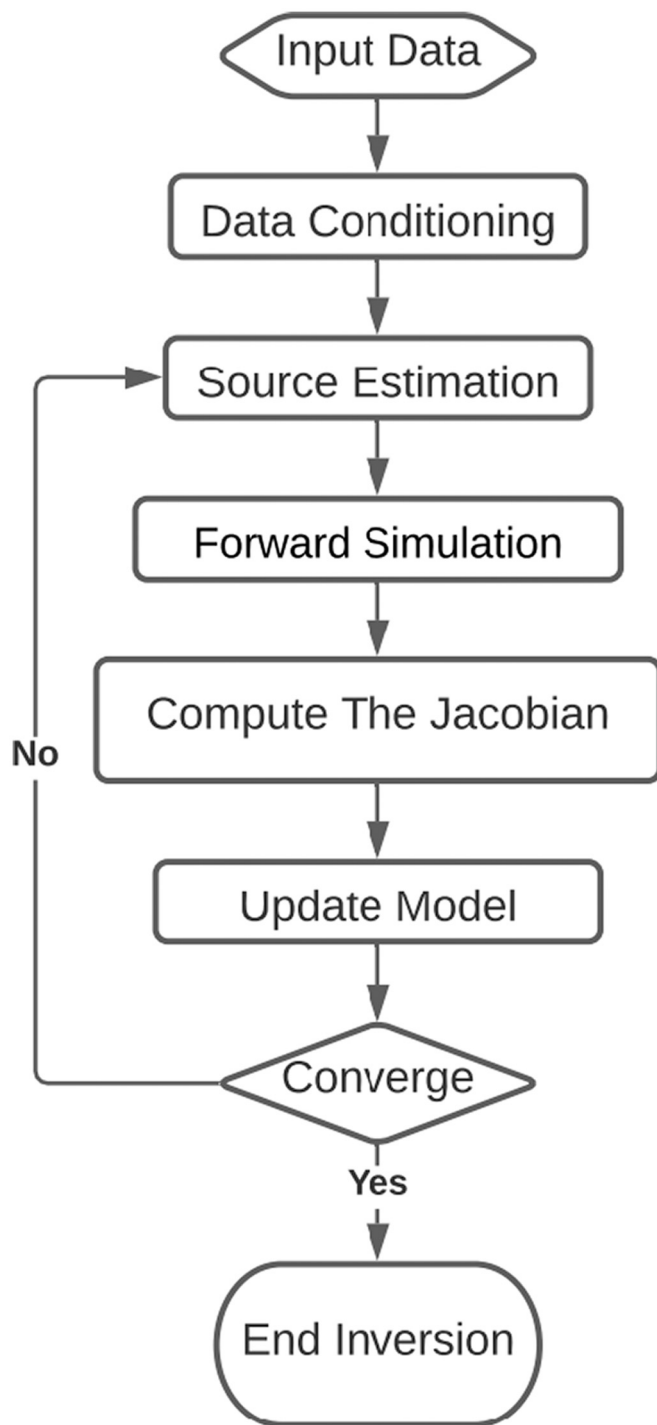 Input Data
Data Conditioning
Source Estimation
Forward Simulation
Compute The Jacobian
No
Update Model
Converge
Yes
End Inversion